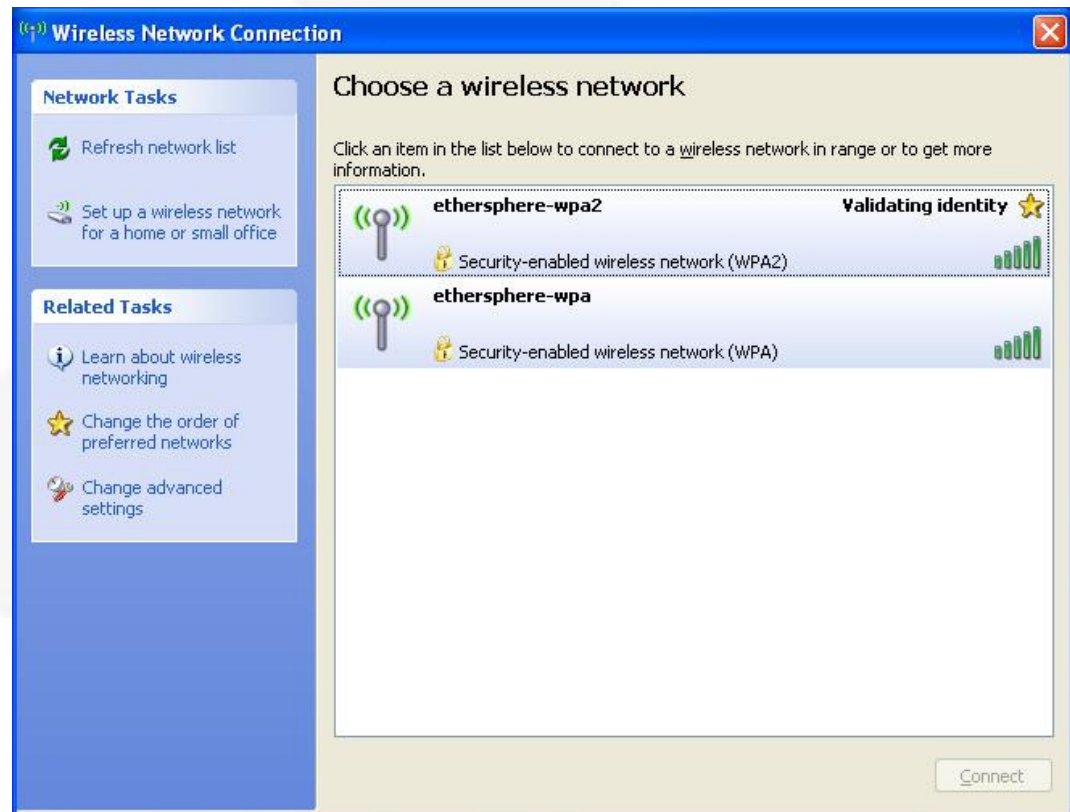 Wireless Network Connection
Network Tasks
Refresh network list
Set up a wireless network
for a home or small office
Related Tasks
Learn about wireless
networking
Change the order of
preferred networks
Change advanced
settings
Choose a wireless network
Click an item in the list below to connect to a wireless network in range or to get more
information.
ethersphere-wpa2 Validating identity
Security-enabled wireless network (WPA2)
ethersphere-wpa
Security-enabled wireless network (WPA)
Connect